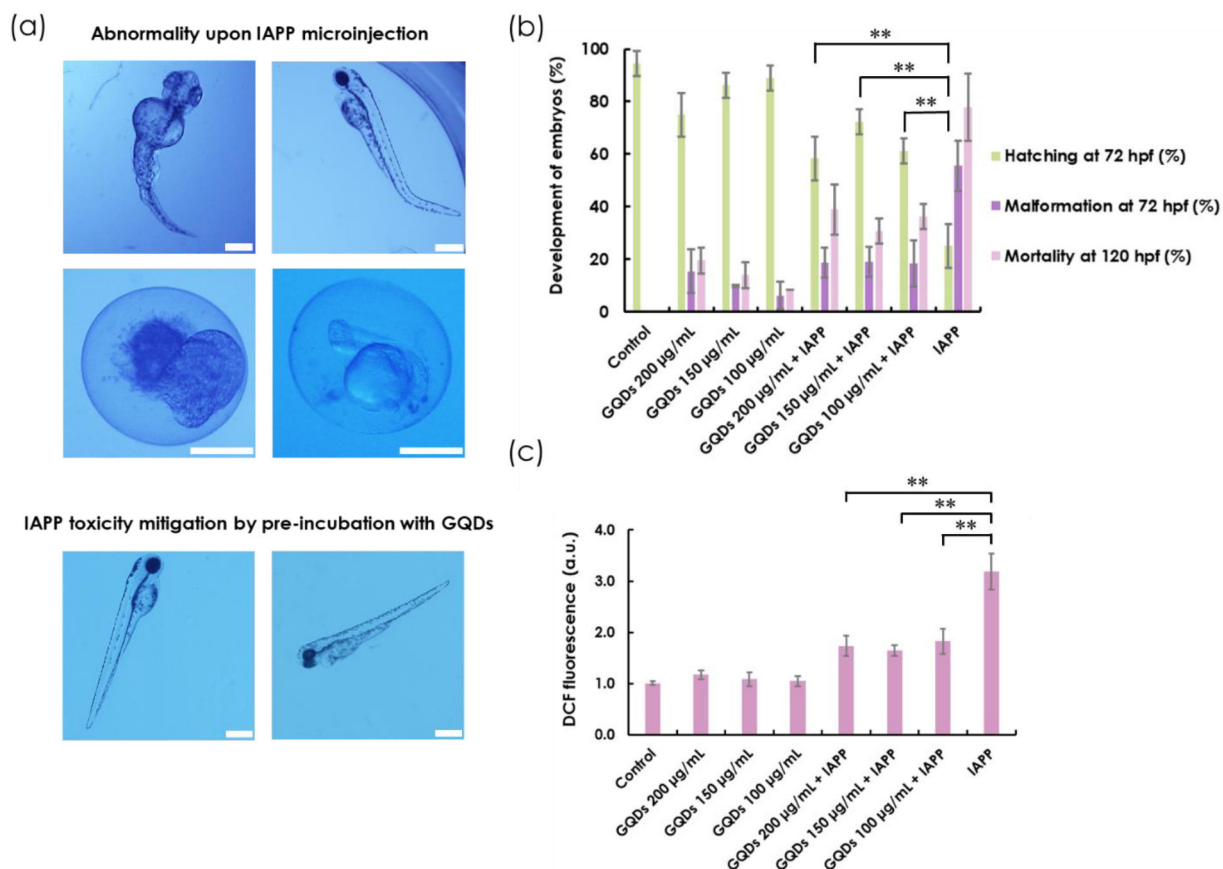 (a)
Abnormality upon IAPP microinjection
IAPP toxicity mitigation by pre-incubation with GQDs
(b)
Development of embryos (%)
100
80
60
40
20
0
**
**
**
Control
GQDs 200 µg/mL
GQDs 150 µg/mL
GQDs 100 µg/mL
GQDs 200 µg/mL + IAPP
GQDs 150 µg/mL + IAPP
GQDs 100 µg/mL + IAPP
IAPP
Hatching at 72 hpf (%)
Malformation at 72 hpf (%)
Mortality at 120 hpf (%)
(c)
DCF fluorescence (a.u.)
4.0
3.0
2.0
1.0
0.0
**
**
**
Control
GQDs 200 µg/mL
GQDs 150 µg/mL
GQDs 100 µg/mL
GQDs 200 µg/mL + IAPP
GQDs 150 µg/mL + IAPP
GQDs 100 µg/mL + IAPP
IAPP